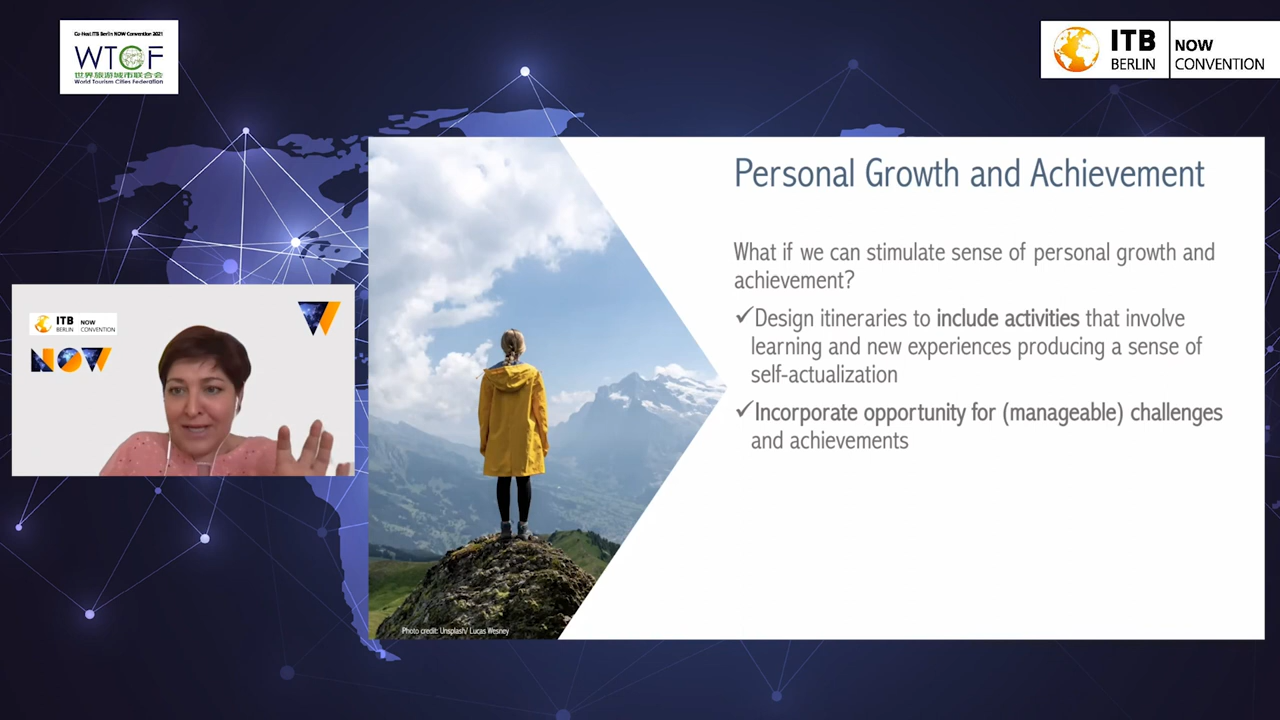 Co-Host ITB Berlin NOW Convention 2021
WTCF
世界旅游城市联合会
World Tourism Cities Federation
ITB
BERLIN
NOW
CONVENTION
ITB
BERLIN
NOW
CONVENTION
NOW
Personal Growth and Achievement
What if we can stimulate sense of personal growth and
achievement?
✓Design itineraries to include activities that involve
learning and new experiences producing a sense of
self-actualization
✓Incorporate opportunity for (manageable) challenges
and achievements
Photo credit: Unsplash/ Lucas Wesney